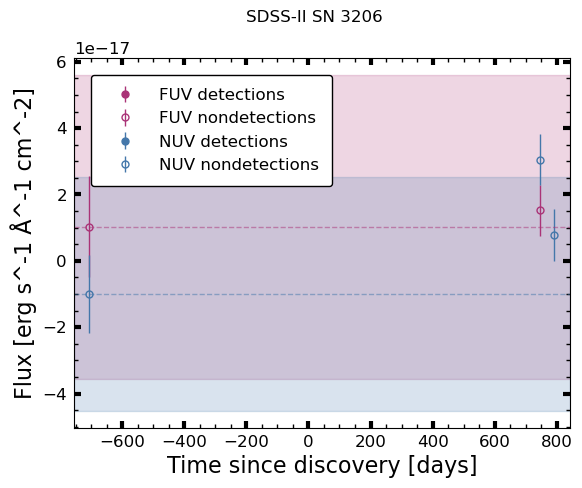 SDSS-II SN 3206
1e−17
FUV detections
FUV nondetections
NUV detections
NUV nondetections
6
4
2
0
−2
−4
Flux [erg s^-1 Å^-1 cm^-2]
−600 −400 −200 0 200 400 600 800
Time since discovery [days]